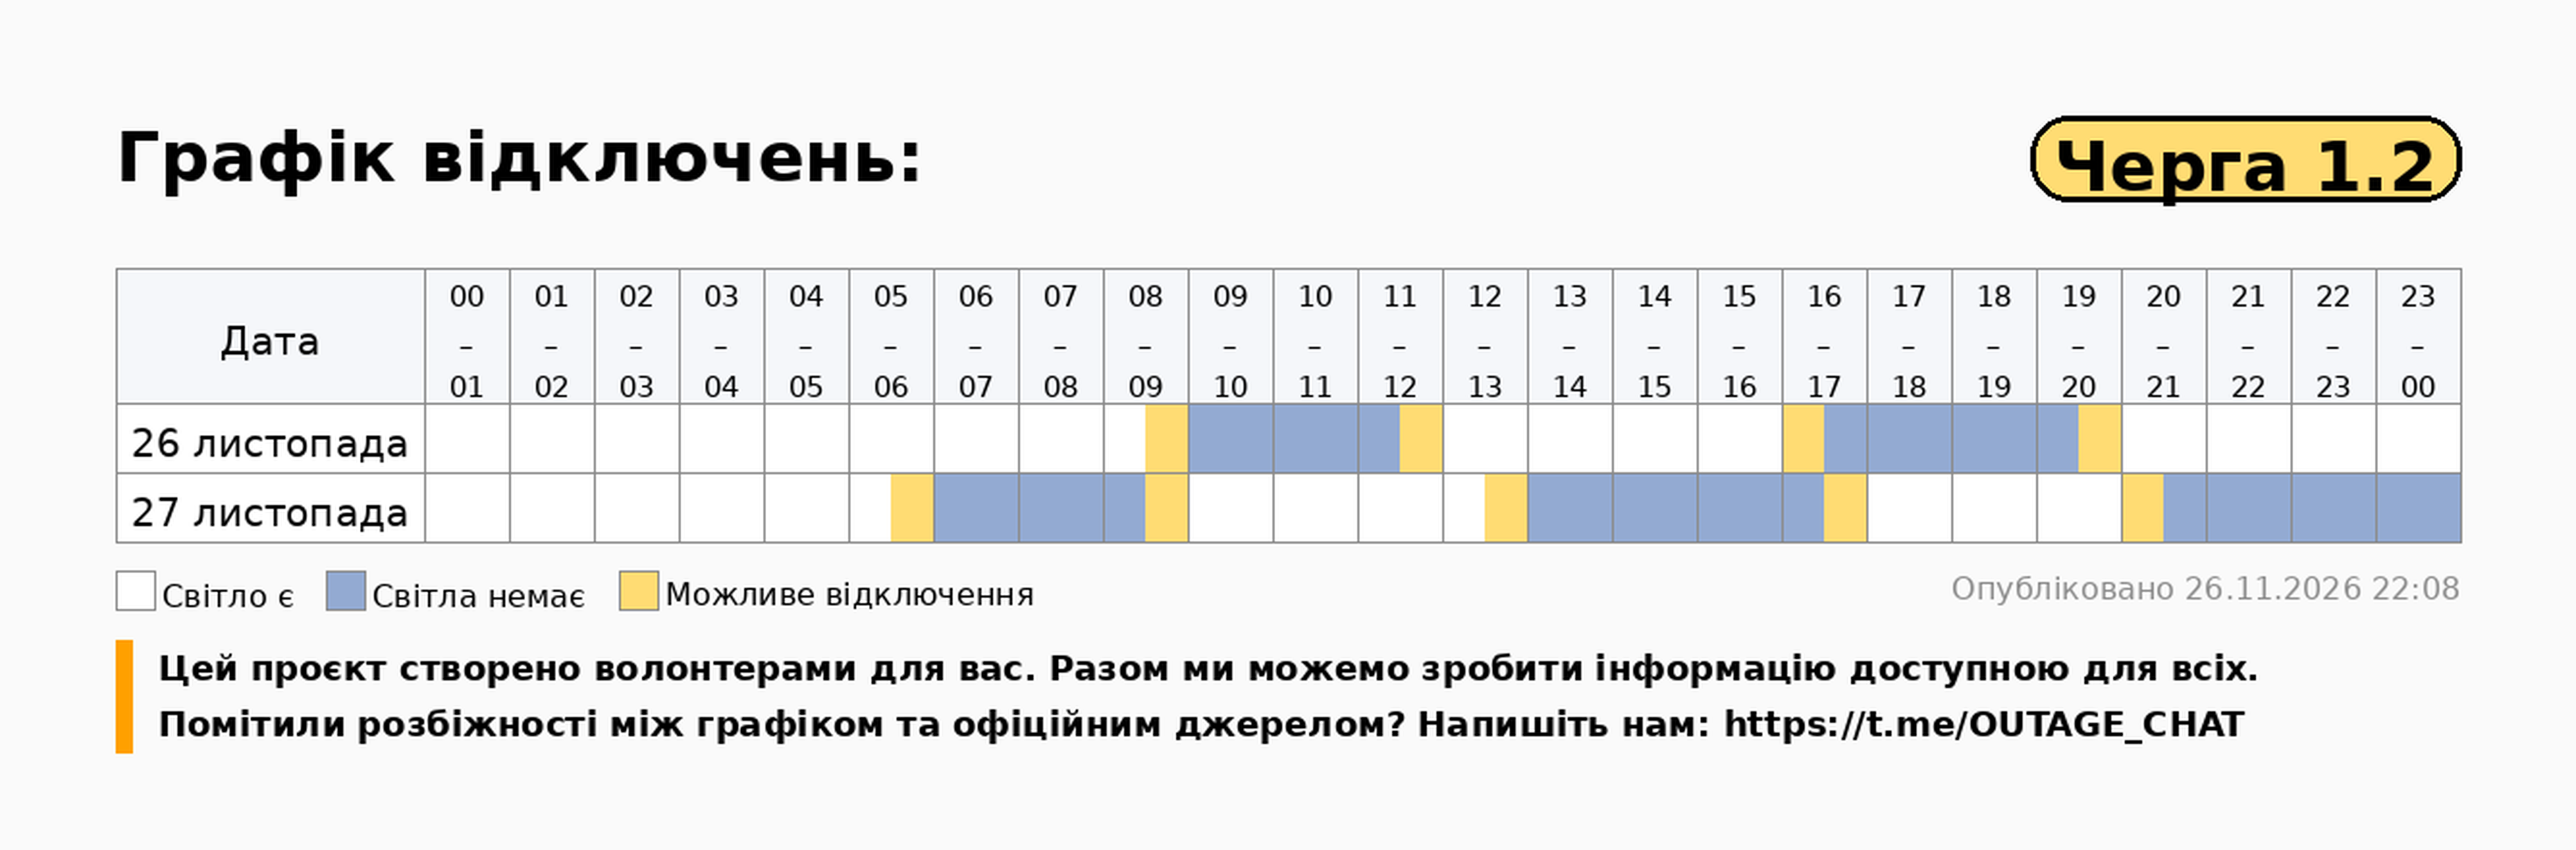 Графік відключень:
Черга 1.2
Дата 00 – 01 01 – 02 02 – 03 03 – 04 04 – 05 05 – 06 06 – 07 07 – 08 08 – 09 09 – 10 10 – 11 11 – 12 12 – 13 13 – 14 14 – 15 15 – 16 16 – 17 17 – 18 18 – 19 19 – 20 20 – 21 21 – 22 22 – 23 23 – 00
26 листопада
27 листопада
Світло є Світла немає Можливе відключення
Опубліковано 26.11.2026 22:08
Цей проєкт створено волонтерами для вас. Разом ми можемо зробити інформацію доступною для всіх.
Помітили розбіжності між графіком та офіційним джерелом? Напишіть нам: https://t.me/OUTAGE_CHAT